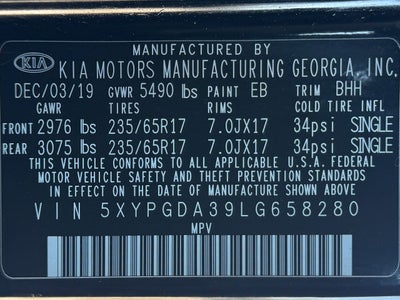 MANUFACTURED BY
KIA KIA MOTORS MANUFACTURING GEORGIA, INC.
DEC/03/19 GVWR 5490 lbs PAINT EB TRIM BHH
GAWR TIRES RIMS COLD TIRE INFL
FRONT 2976 lbs 235/65R17 7.0JX17 34psi SINGLE
REAR 3075 lbs 235/65R17 7.0JX17 34psi SINGLE
THIS VEHICLE CONFORMS TO ALL APPLICABLE U.S.A. FEDERAL
MOTOR VEHICLE SAFETY AND THEFT PREVENTION STANDARDS
IN EFFECT ON THE DATE OF MANUFACTURE SHOWN ABOVE.
VIN 5XYPGDA39LG658280
MPV